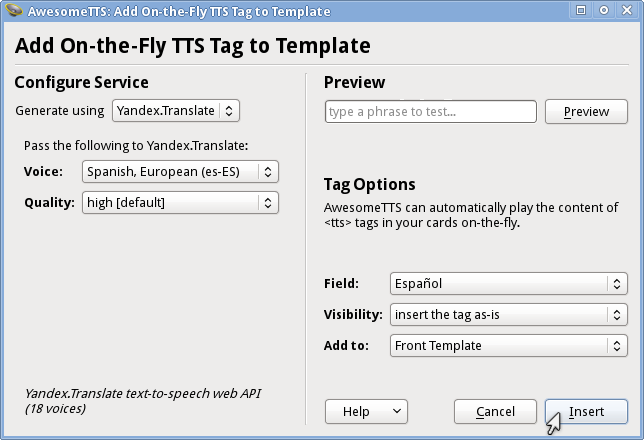 AwesomeTTS: Add On-the-Fly TTS Tag to Template
Add On-the-Fly TTS Tag to Template
Configure Service
Generate using Yandex.Translate
Pass the following to Yandex.Translate:
Voice: Spanish, European (es-ES)
Quality: high [default]
Yandex.Translate text-to-speech web API
(18 voices)
Preview
type a phrase to test... Preview
Tag Options
AwesomeTTS can automatically play the content of
<tts> tags in your cards on-the-fly.
Field: Español
Visibility: insert the tag as-is
Add to: Front Template
Help Cancel Insert